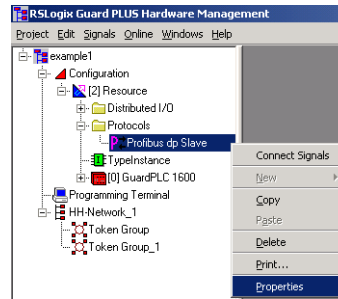 RSLogix Guard PLUS Hardware Management
Project Edit Signals Online Windows Help
example1
Configuration
[2] Resource
Distributed I/O
Protocols
Profibus dp Slave
TypeInstance
[0] GuardPLC 1600
Programming Terminal
HH-Network_1
Token Group
Token Group_1
Connect Signals
New
Copy
Paste
Delete
Print...
Properties